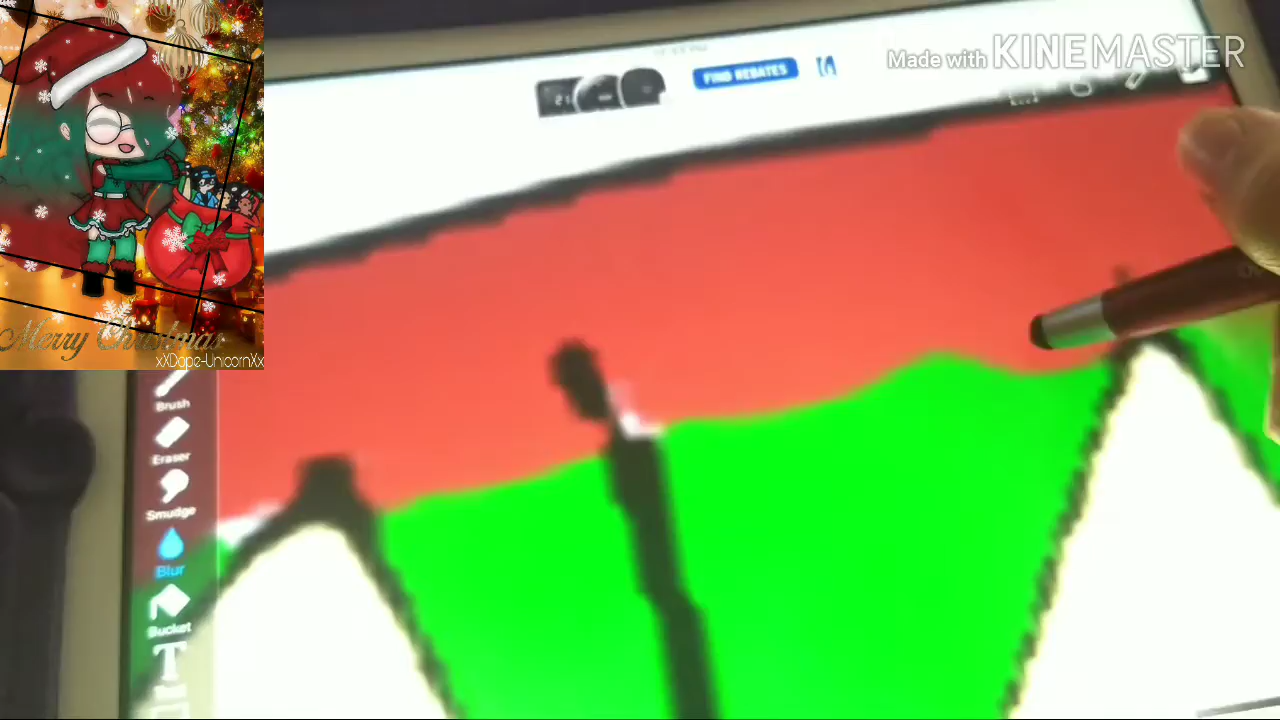 Made with KINEMASTER
FIND REBATES
Merry Christmas
xXDope-UnicornXx
Brush
Eraser
Smudge
Blur
Bucket